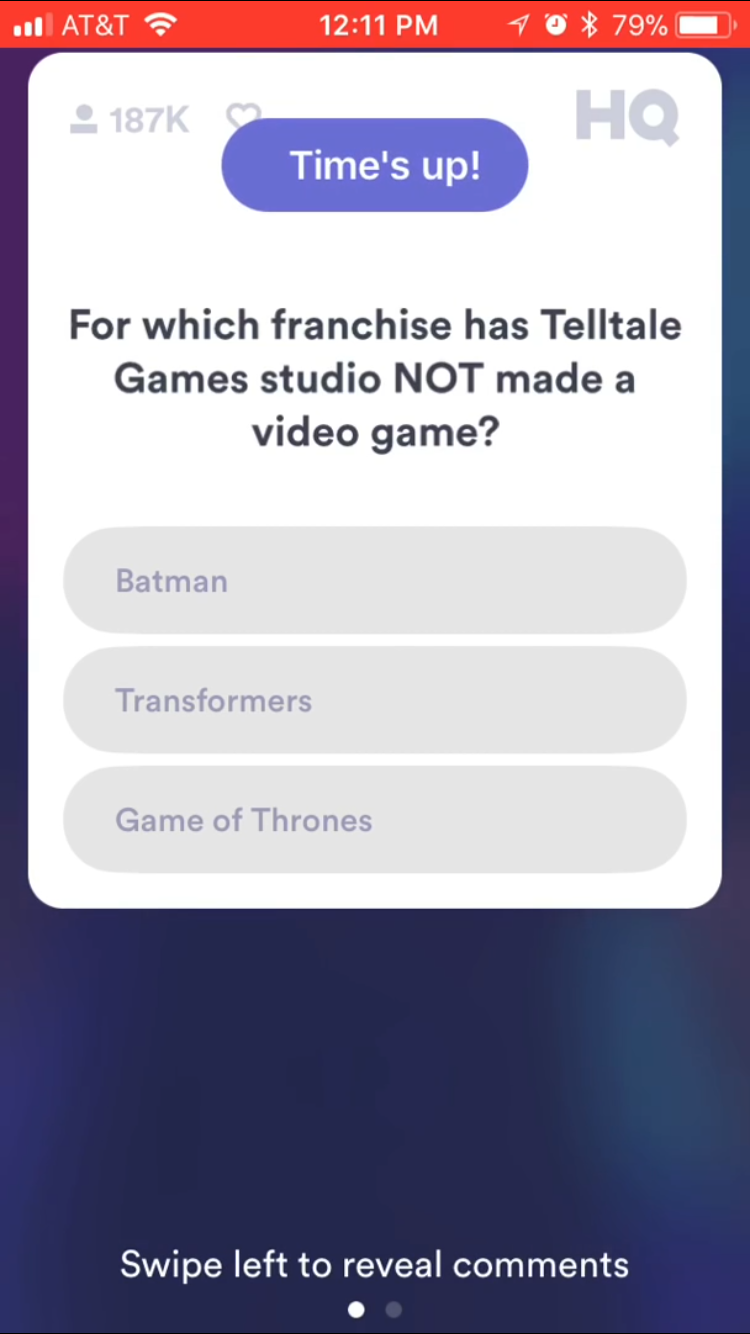 AT&T 12:11 PM 79%
187K HQ
Time's up!
For which franchise has Telltale
Games studio NOT made a
video game?
Batman
Transformers
Game of Thrones
Swipe left to reveal comments